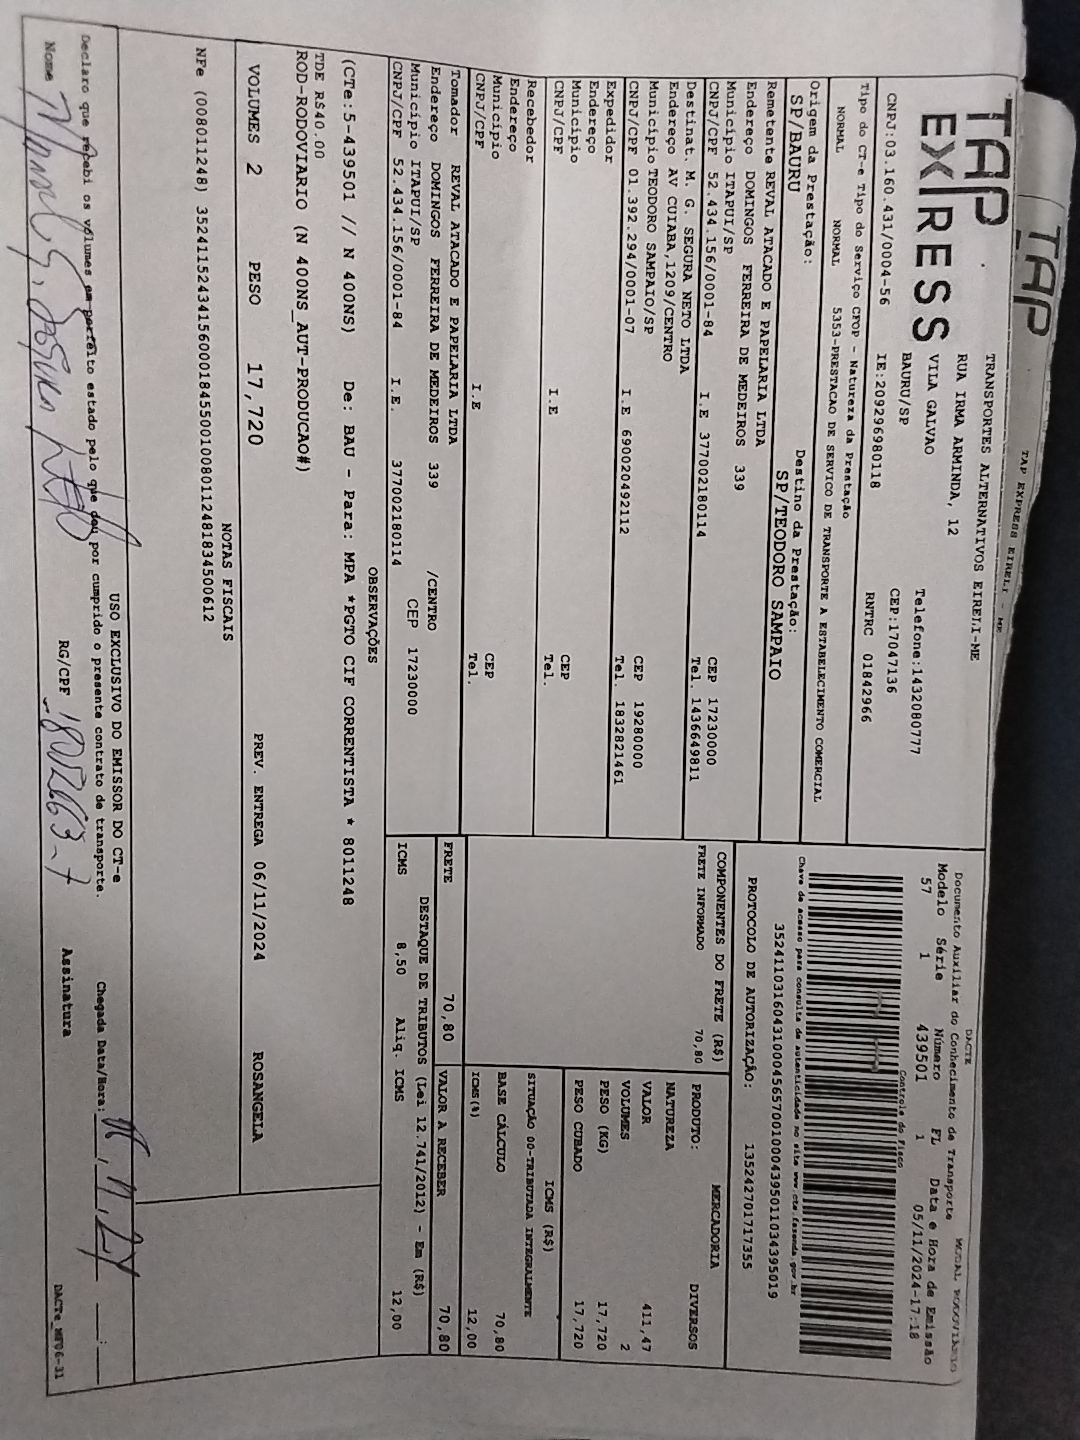 TAP
TAP EXPRESS EIRELI - ME
TAP
EXPRESS
TRANSPORTES ALTERNATIVOS EIRELI-ME
RUA IRMA ARMINDA, 12
VILA GALVAO
BAURU/SP
Telefone:1432080777
CEP:17047136
CNPJ:03.160.431/0004-56
IE:209296980118
RNTRC 01842966
Tipo do CT-e Tipo do Serviço CFOP - Natureza da Prestação
NORMAL NORMAL 5353-PRESTACAO DE SERVICO DE TRANSPORTE A ESTABELECIMENTO COMERCIAL
Origem da Prestação: Destino da Prestação:
SP/BAURU SP/TEODORO SAMPAIO
Remetente REVAL ATACADO E PAPELARIA LTDA
Endereço DOMINGOS FERREIRA DE MEDEIROS 339
Município ITAPUI/SP CEP 17230000
CNPJ/CPF 52.434.156/0001-84 I.E 377002180114 Tel. 1436649811
Destinat. M. G. SEGURA NETO LTDA
Endereço AV CUIABA,1209/CENTRO
Município TEODORO SAMPAIO/SP CEP 19280000
CNPJ/CPF 01.392.294/0001-07 I.E 690020492112 Tel. 1832821461
Expedidor
Endereço
Município CEP
CNPJ/CPF I.E Tel.
Recebedor
Endereço
Município CEP
CNPJ/CPF I.E Tel.
Tomador REVAL ATACADO E PAPELARIA LTDA
Endereço DOMINGOS FERREIRA DE MEDEIROS 339 /CENTRO
Município ITAPUI/SP CEP 17230000
CNPJ/CPF 52.434.156/0001-84 I.E. 377002180114
DACTE MODAL RODOVIÁRIO
Documento Auxiliar do Conhecimento de Transporte
Modelo Série Número FL Data e Hora de Emissão
57 1 439501 1 05/11/2024-17:18
Controle do Fisco
Chave de acesso para consulta de autenticidade no site www.cte.fazenda.gov.br
35241103160431000456570010004395011034395019
PROTOCOLO DE AUTORIZAÇÃO: 135242701717355
COMPONENTES DO FRETE (R$)
FRETE INFORMADO 70,80
MERCADORIA
PRODUTO: DIVERSOS
NATUREZA
VALOR 411,47
VOLUMES 2
PESO (KG) 17,720
PESO CUBADO 17,720
ICMS (R$)
SITUAÇÃO 00-TRIBUTADA INTEGRALMENTE
BASE CÁLCULO 70,80
ICMS(%) 12,00
FRETE 70,80 VALOR A RECEBER 70,80
DESTAQUE DE TRIBUTOS (Lei 12.741/2012) - Em (R$)
ICMS 8,50 Aliq. ICMS 12,00
OBSERVAÇÕES
(CTe:5-439501 // N 400NS) De: BAU - Para: MPA *PGTO CIF CORRENTISTA * 8011248
TDE R$40.00
ROD-RODOVIARIO (N 400NS_AUT-PRODUCAO#)
VOLUMES 2 PESO 17,720 PREV. ENTREGA 06/11/2024 ROSANGELA
NOTAS FISCAIS
NFe (008011248) 35241152434156000184550010080112481834500612
USO EXCLUSIVO DO EMISSOR DO CT-e
Declaro que recebi os volumes em perfeito estado pelo que dou por cumprido o presente contrato de transporte. Chegada Data/Hora:
Nome RG/CPF 1805263-7 Assinatura
DACTe_MF06-31